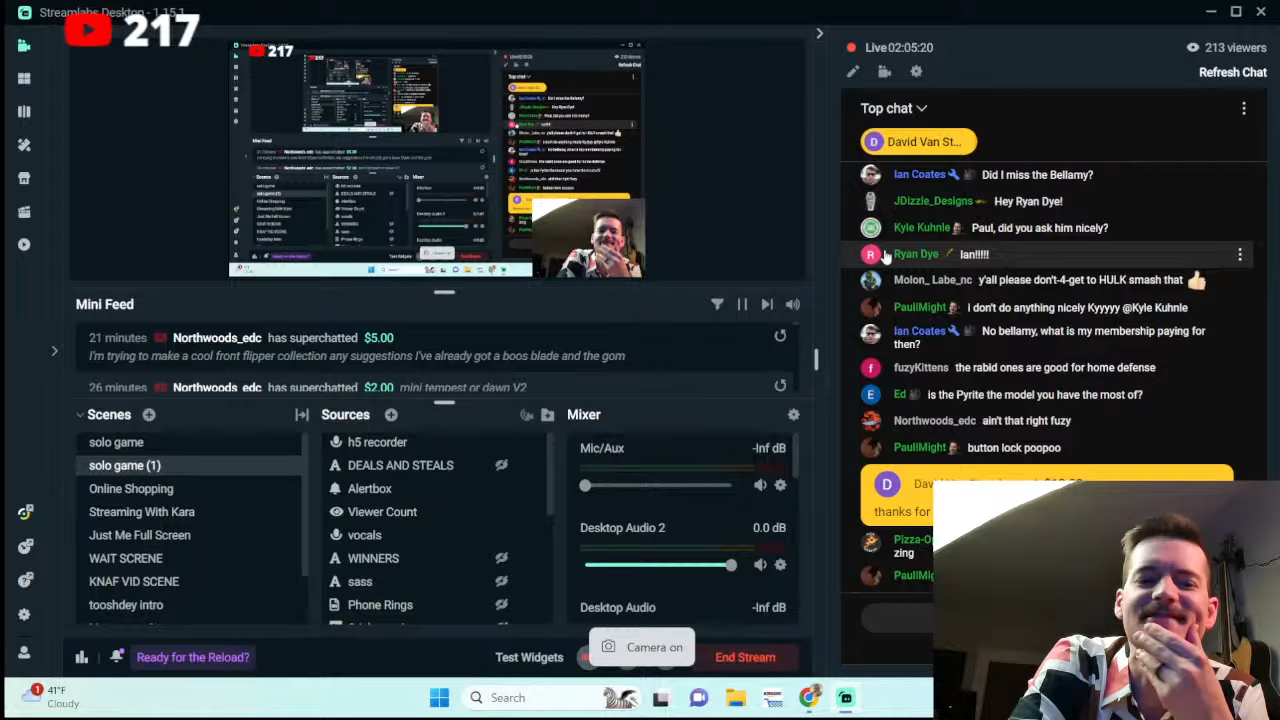 Streamlabs Desktop - 1.15.1
217
Live 02:05:20
213 viewers
Refresh Chat
Top chat
D David Van St...
Ian Coates Did I miss the Bellamy?
JDizzle_Designs Hey Ryan Dye!
Kyle Kuhnle Paul, did you ask him nicely?
R Ryan Dye Ian!!!!!
Molon_ Labe_nc y'all please don't-4-get to HULK smash that
PaulIMight i don't do anything nicely Kyyyyy @Kyle Kuhnle
Ian Coates No bellamy, what is my membership paying for
then?
f fuzyKIttens the rabid ones are good for home defense
E Ed is the Pyrite the model you have the most of?
Northwoods_edc ain't that right fuzy
PaulIMight button lock poopoo
D
thanks for
zing
Mini Feed
21 minutes Northwoods_edc has superchatted $5.00
I'm trying to make a cool front flipper collection any suggestions I've already got a boos blade and the gom
26 minutes Northwoods_edc has superchatted $2.00 mini tempest or dawn V2
Scenes
solo game
solo game (1)
Online Shopping
Streaming With Kara
Just Me Full Screen
WAIT SCRENE
KNAF VID SCENE
tooshdey intro
Sources
h5 recorder
DEALS AND STEALS
Alertbox
Viewer Count
vocals
WINNERS
sass
Phone Rings
Mixer
Mic/Aux -Inf dB
Desktop Audio 2 0.0 dB
Desktop Audio -Inf dB
Ready for the Reload?
Test Widgets
Camera on
End Stream
1
41°F
Cloudy
Search